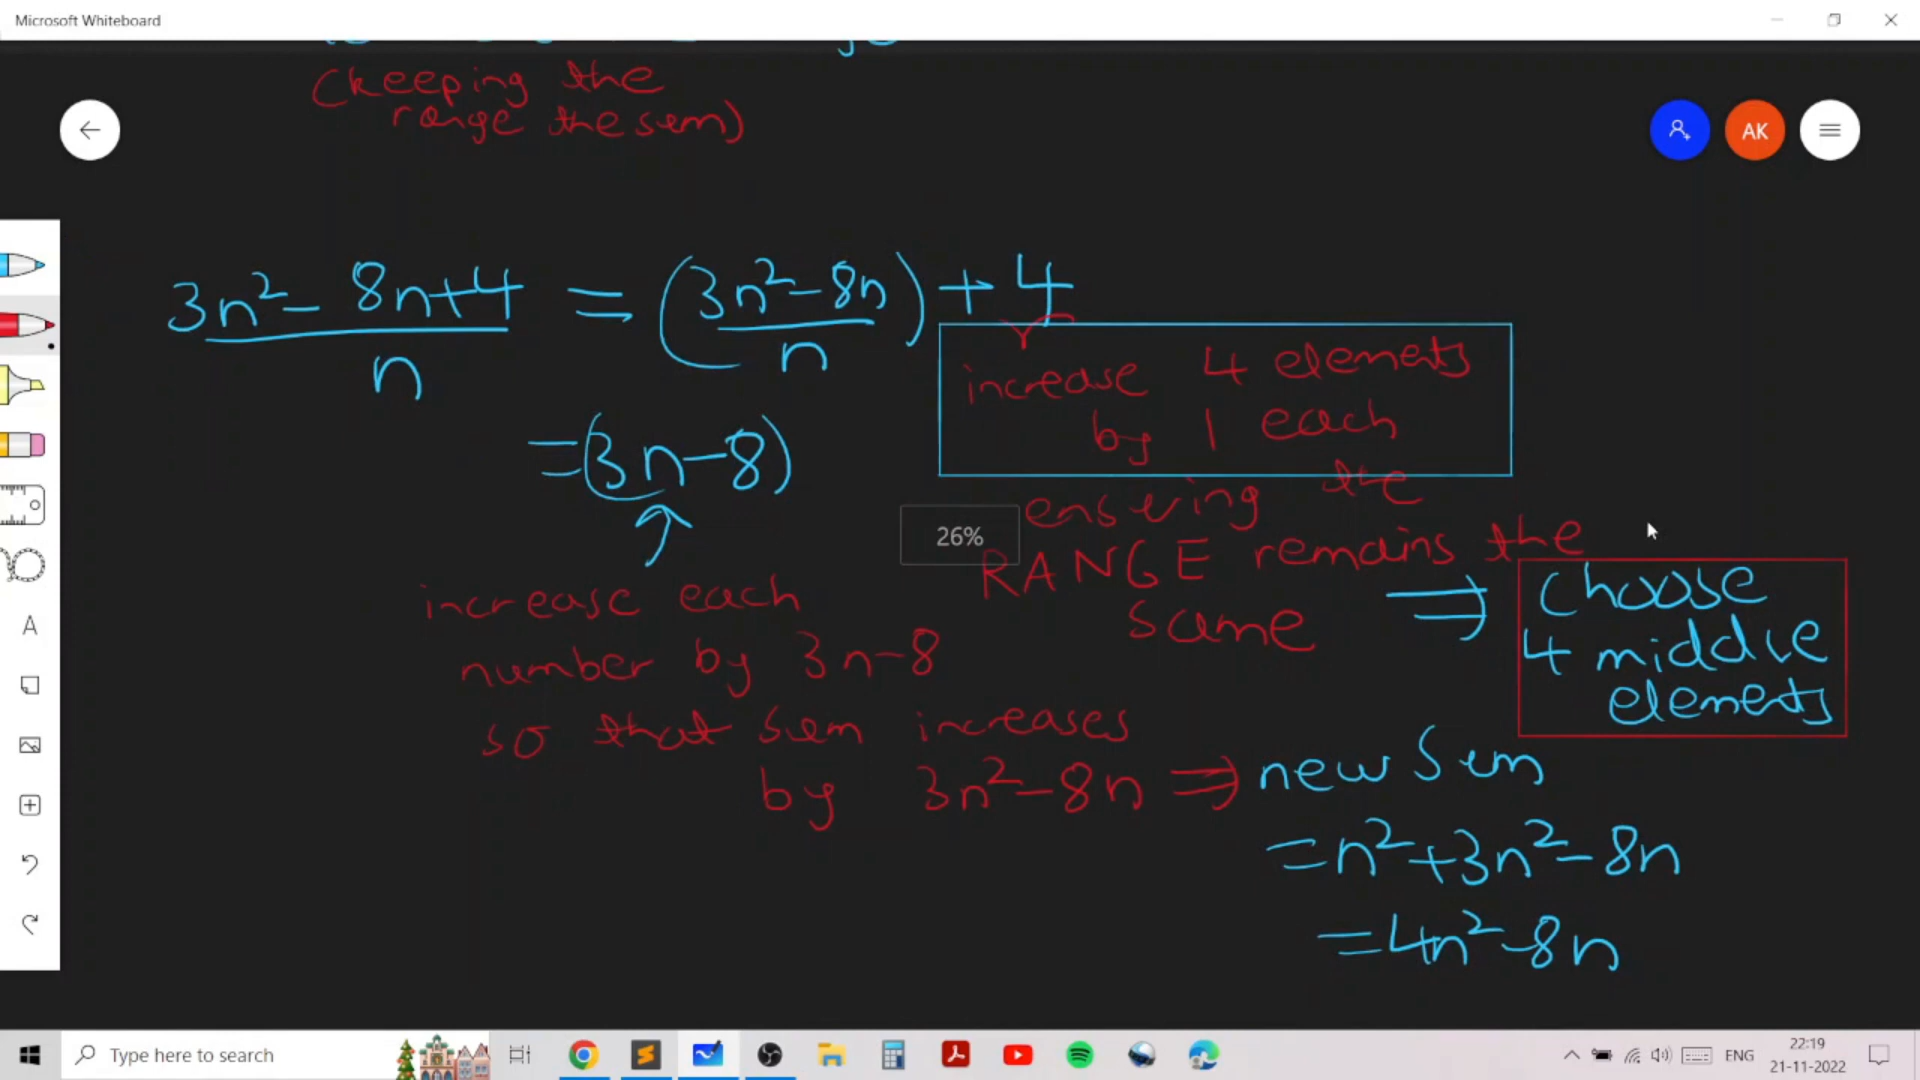 Microsoft Whiteboard
(keeping the
range the sum)
AK
3n² - 8n+4 / n = (3n² - 8n / n) + 4
increase 4 elements
by 1 each
= (3n - 8)
ensuring the
RANGE remains the
same
26%
⇒ choose
4 middle
elements
increase each
number by 3n-8
so that sum increases
by 3n² - 8n ⇒ new Sum
= n² + 3n² - 8n
= 4n² - 8n
A
Type here to search
ENG
22:19
21-11-2022